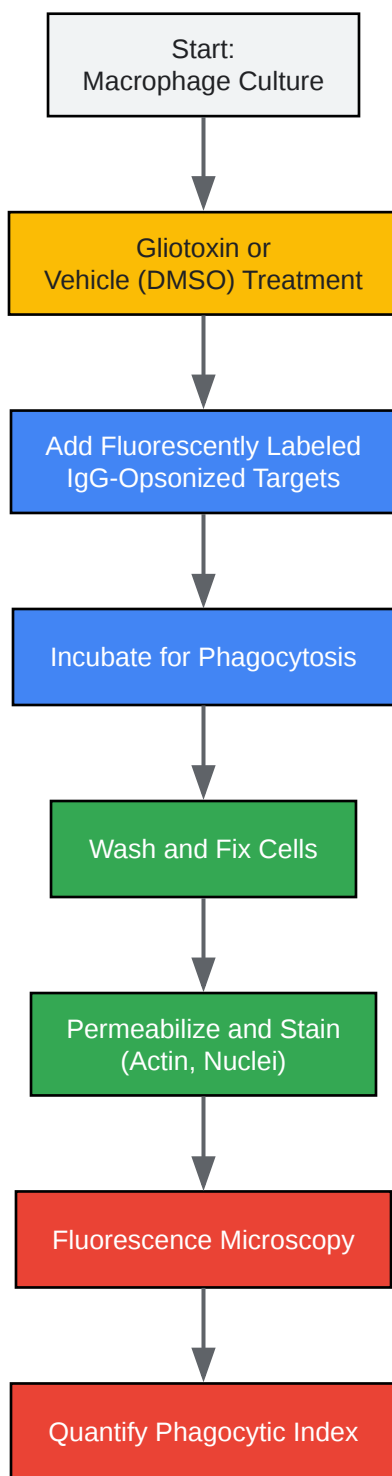 Start:
Macrophage Culture
Gliotoxin or
Vehicle (DMSO) Treatment
Add Fluorescently Labeled
IgG-Opsonized Targets
Incubate for Phagocytosis
Wash and Fix Cells
Permeabilize and Stain
(Actin, Nuclei)
Fluorescence Microscopy
Quantify Phagocytic Index